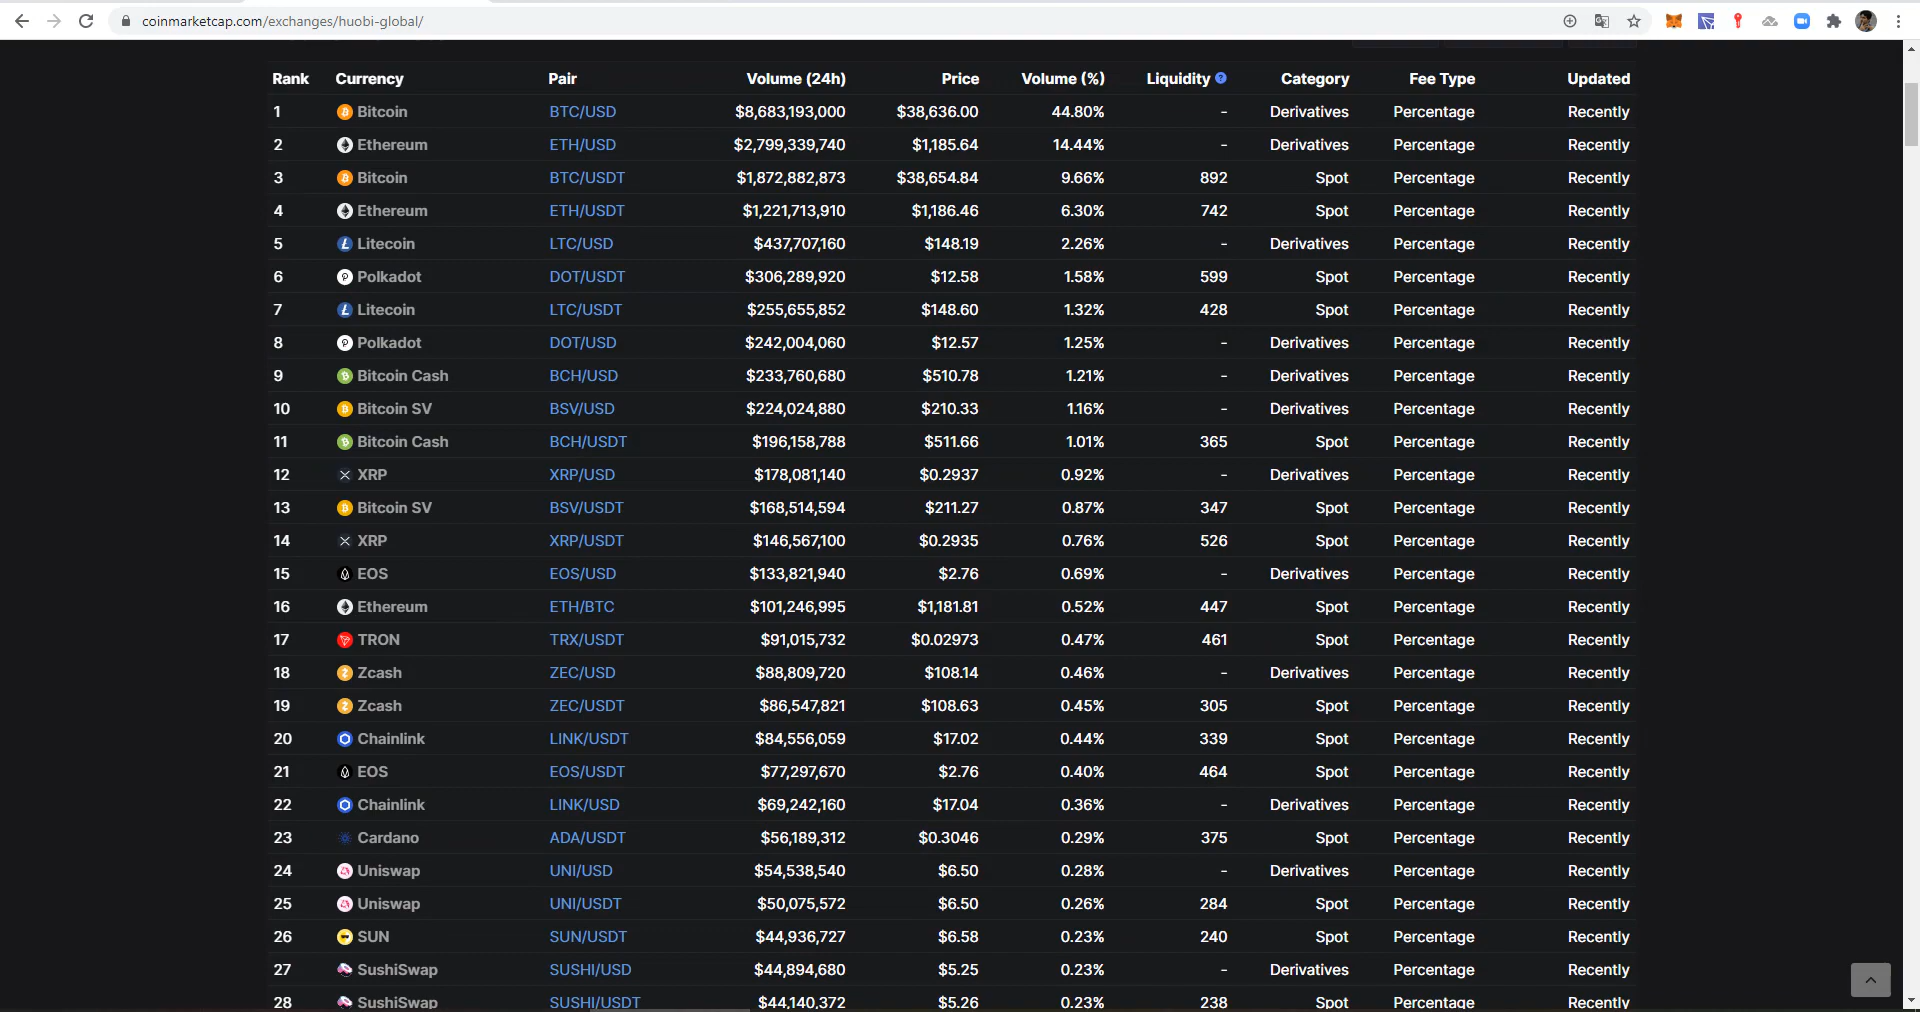 coinmarketcap.com/exchanges/huobi-global/
Rank Currency Pair Volume (24h) Price Volume (%) Liquidity ? Category Fee Type Updated
1 Bitcoin BTC/USD $8,683,193,000 $38,636.00 44.80% - Derivatives Percentage Recently
2 Ethereum ETH/USD $2,799,339,740 $1,185.64 14.44% - Derivatives Percentage Recently
3 Bitcoin BTC/USDT $1,872,882,873 $38,654.84 9.66% 892 Spot Percentage Recently
4 Ethereum ETH/USDT $1,221,713,910 $1,186.46 6.30% 742 Spot Percentage Recently
5 Litecoin LTC/USD $437,707,160 $148.19 2.26% - Derivatives Percentage Recently
6 Polkadot DOT/USDT $306,289,920 $12.58 1.58% 599 Spot Percentage Recently
7 Litecoin LTC/USDT $255,655,852 $148.60 1.32% 428 Spot Percentage Recently
8 Polkadot DOT/USD $242,004,060 $12.57 1.25% - Derivatives Percentage Recently
9 Bitcoin Cash BCH/USD $233,760,680 $510.78 1.21% - Derivatives Percentage Recently
10 Bitcoin SV BSV/USD $224,024,880 $210.33 1.16% - Derivatives Percentage Recently
11 Bitcoin Cash BCH/USDT $196,158,788 $511.66 1.01% 365 Spot Percentage Recently
12 XRP XRP/USD $178,081,140 $0.2937 0.92% - Derivatives Percentage Recently
13 Bitcoin SV BSV/USDT $168,514,594 $211.27 0.87% 347 Spot Percentage Recently
14 XRP XRP/USDT $146,567,100 $0.2935 0.76% 526 Spot Percentage Recently
15 EOS EOS/USD $133,821,940 $2.76 0.69% - Derivatives Percentage Recently
16 Ethereum ETH/BTC $101,246,995 $1,181.81 0.52% 447 Spot Percentage Recently
17 TRON TRX/USDT $91,015,732 $0.02973 0.47% 461 Spot Percentage Recently
18 Zcash ZEC/USD $88,809,720 $108.14 0.46% - Derivatives Percentage Recently
19 Zcash ZEC/USDT $86,547,821 $108.63 0.45% 305 Spot Percentage Recently
20 Chainlink LINK/USDT $84,556,059 $17.02 0.44% 339 Spot Percentage Recently
21 EOS EOS/USDT $77,297,670 $2.76 0.40% 464 Spot Percentage Recently
22 Chainlink LINK/USD $69,242,160 $17.04 0.36% - Derivatives Percentage Recently
23 Cardano ADA/USDT $56,189,312 $0.3046 0.29% 375 Spot Percentage Recently
24 Uniswap UNI/USD $54,538,540 $6.50 0.28% - Derivatives Percentage Recently
25 Uniswap UNI/USDT $50,075,572 $6.50 0.26% 284 Spot Percentage Recently
26 SUN SUN/USDT $44,936,727 $6.58 0.23% 240 Spot Percentage Recently
27 SushiSwap SUSHI/USD $44,894,680 $5.25 0.23% - Derivatives Percentage Recently
28 SushiSwap SUSHI/USDT $44,140,372 $5.26 0.23% 238 Spot Percentage Recently